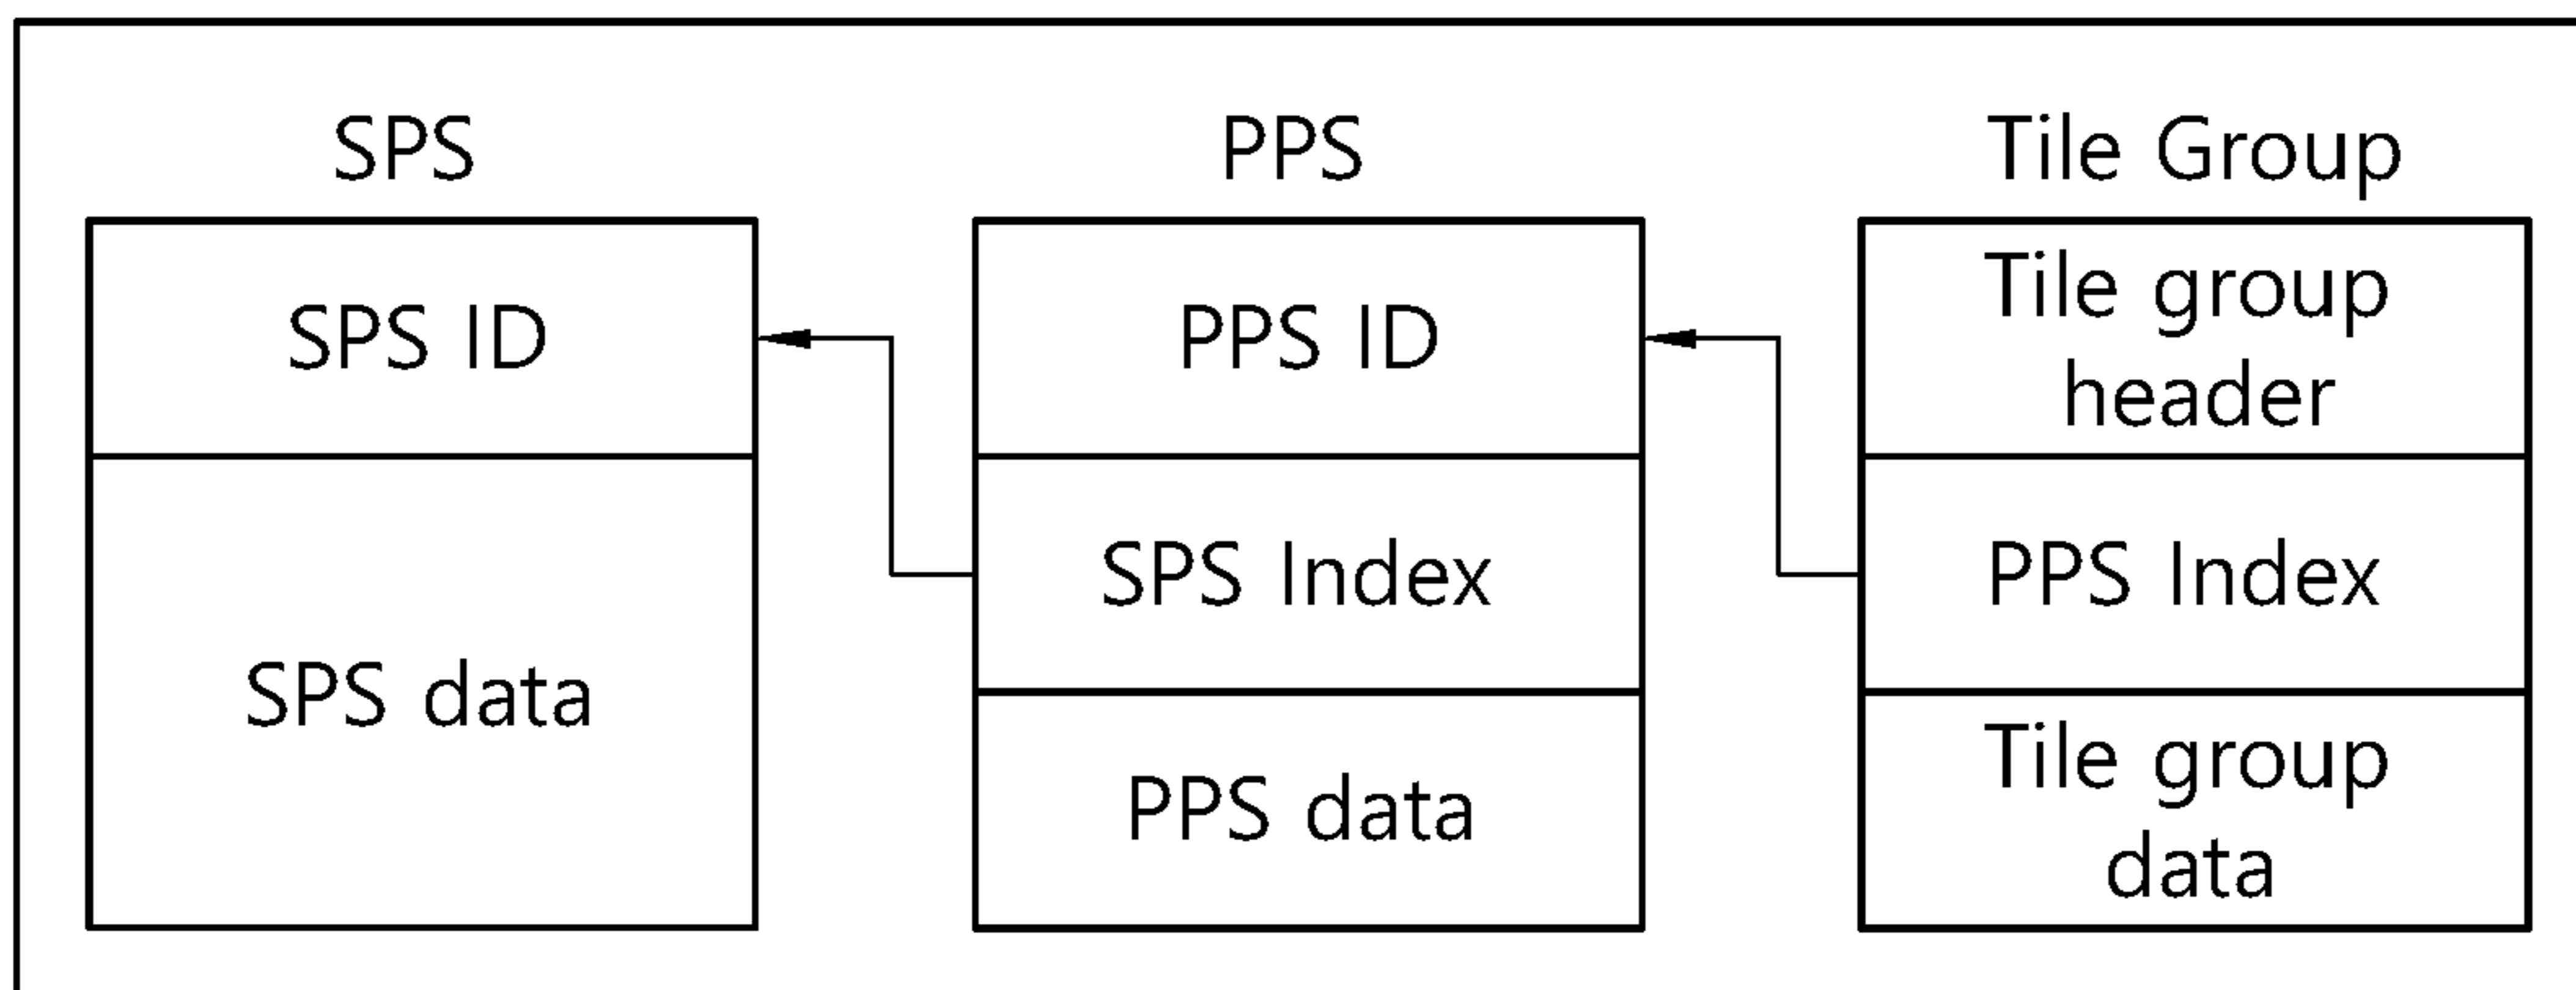 SPS
SPS ID
SPS data
PPS
PPS ID
SPS Index
PPS data
Tile Group
Tile group
header
PPS Index
Tile group
data